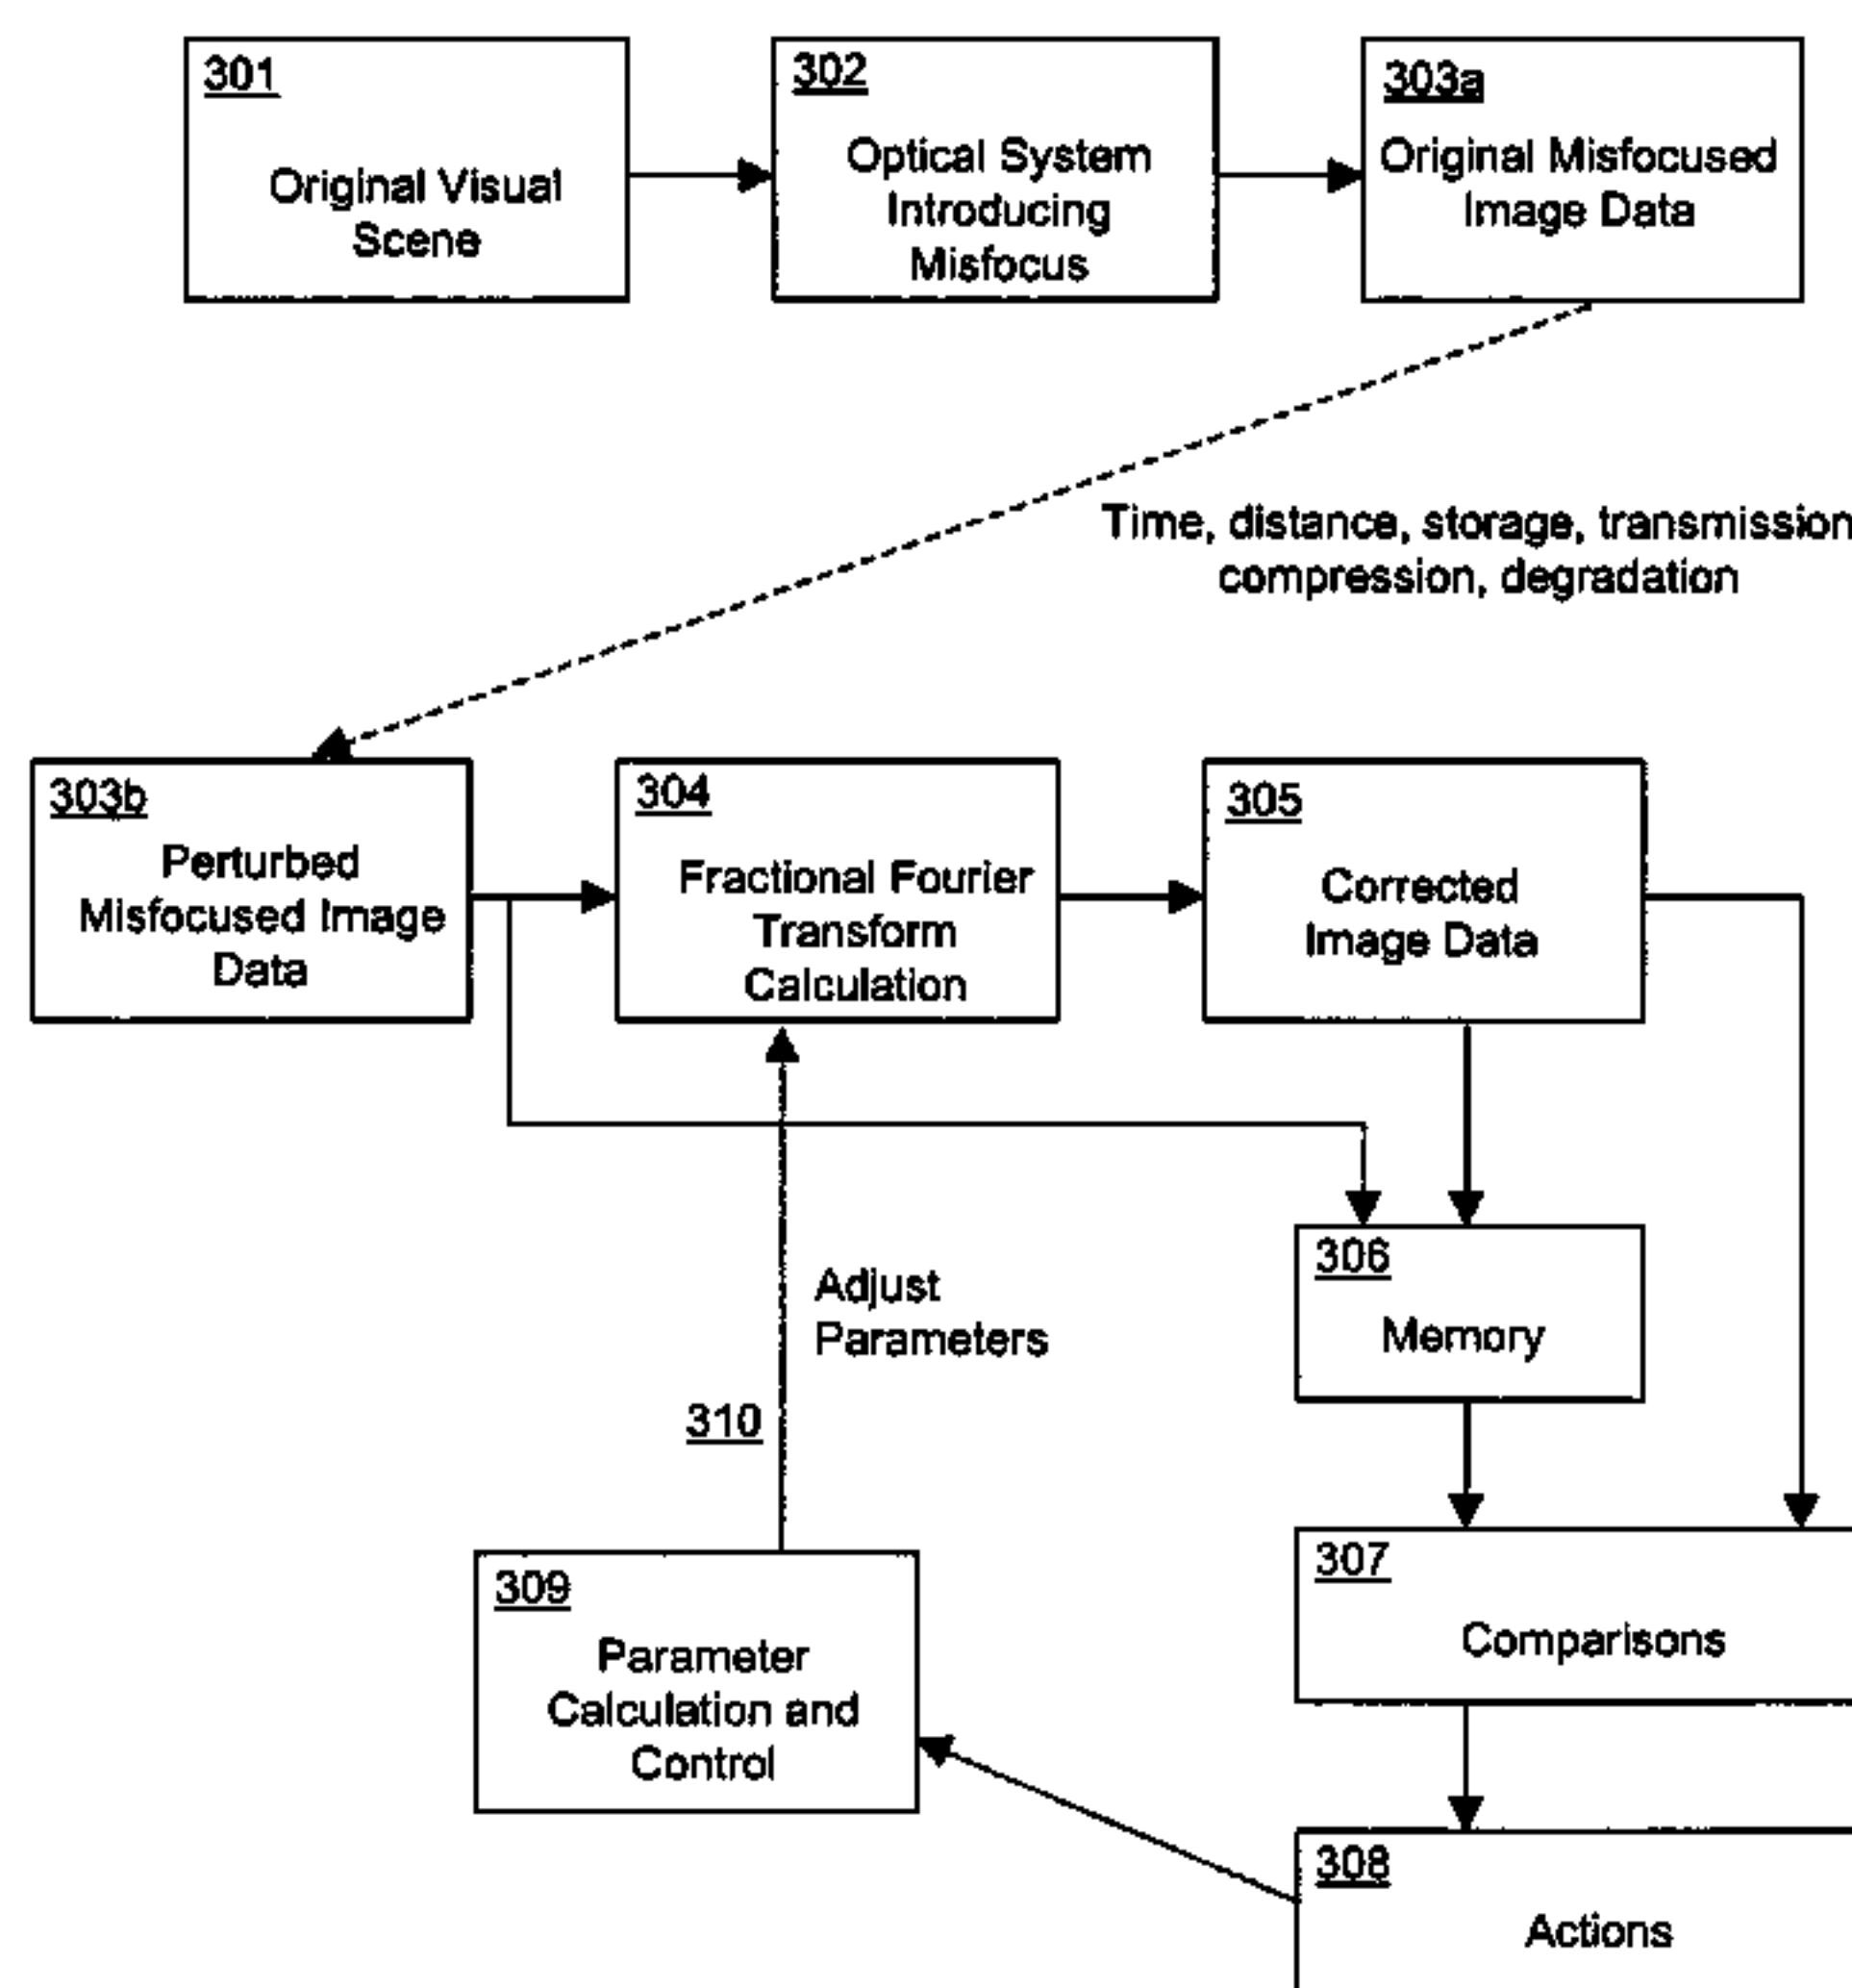 301
Original Visual
Scene
302
Optical System
Introducing
Misfocus
303a
Original Misfocused
Image Data
Time, distance, storage, transmission
compression, degradation
303b
Perturbed
Misfocused Image
Data
304
Fractional Fourier
Transform
Calculation
305
Corrected
Image Data
306
Memory
Adjust
Parameters
310
307
Comparisons
309
Parameter
Calculation and
Control
308
Actions